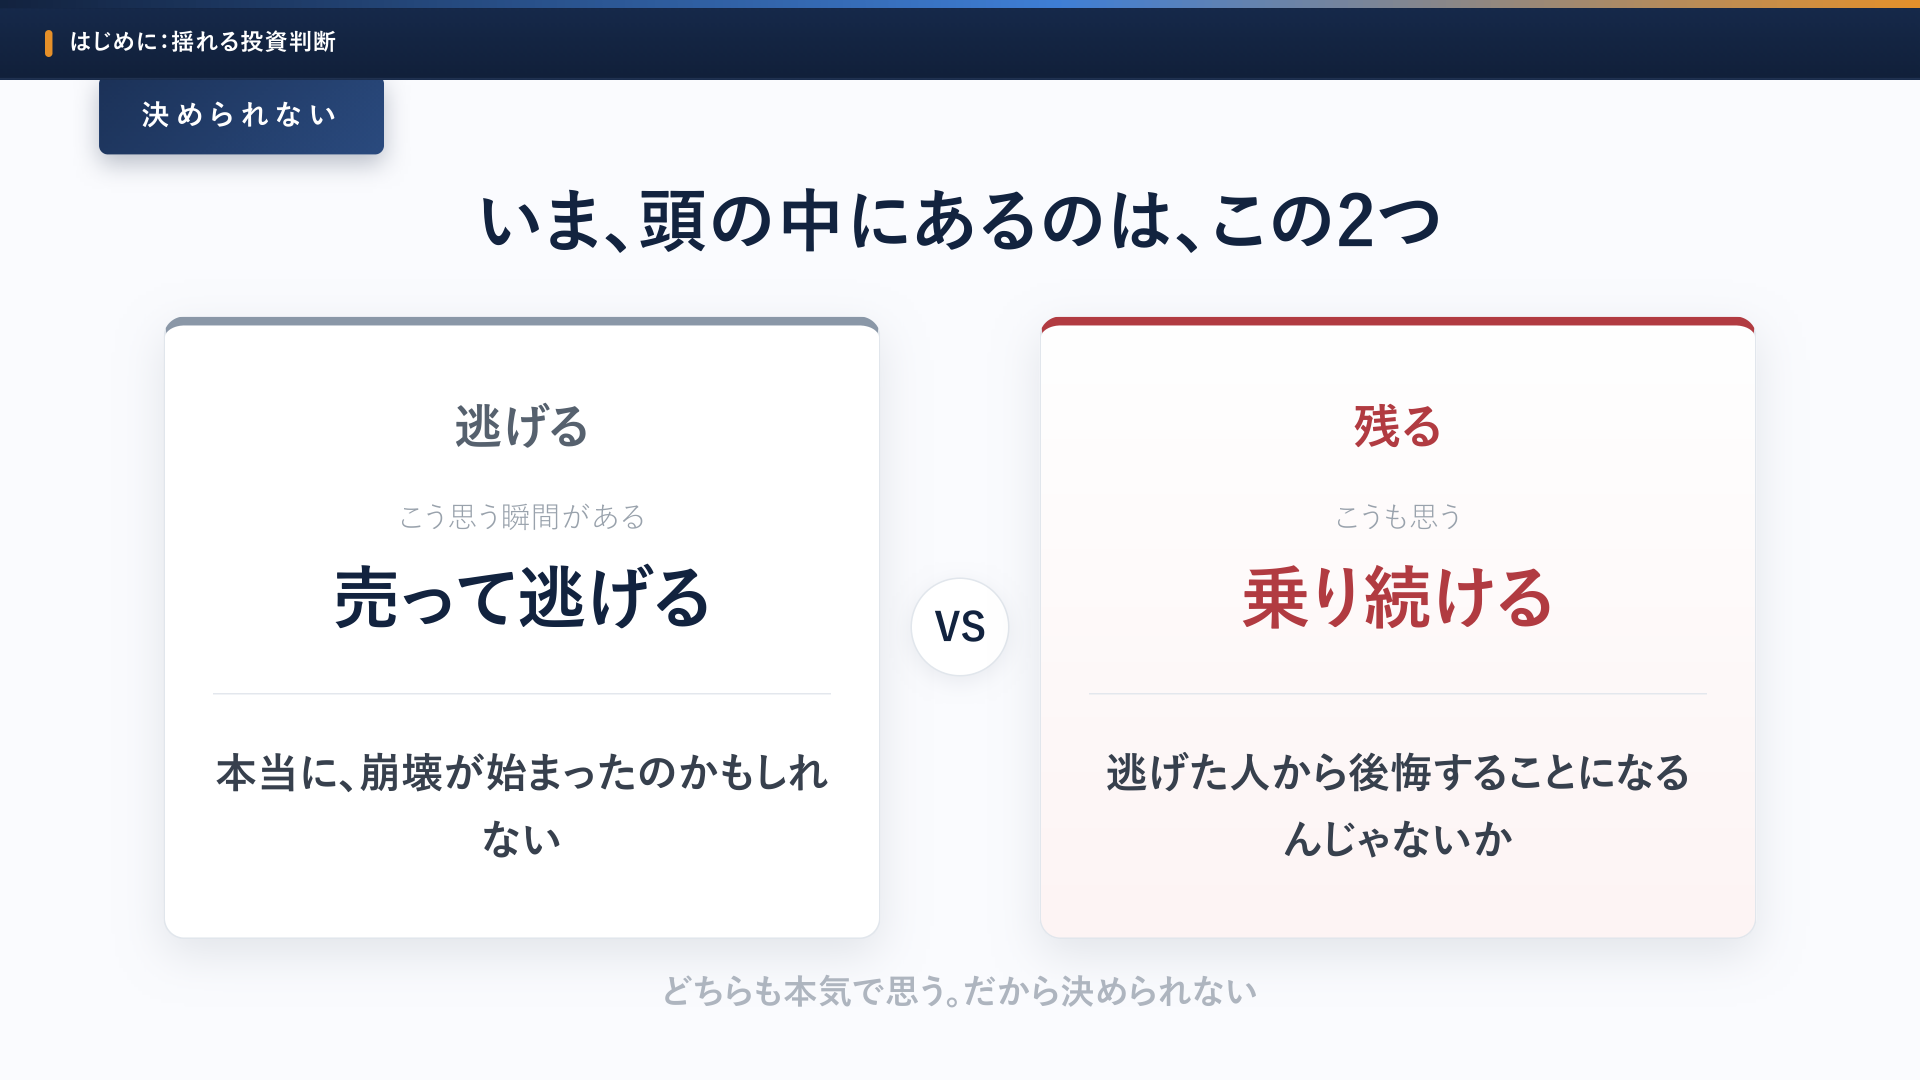 はじめに：揺れる投資判断
決められない
いま、頭の中にあるのは、この2つ
逃げる
こう思う瞬間がある
売って逃げる
本当に、崩壊が始まったのかもしれ
ない
VS
残る
こうも思う
乗り続ける
逃げた人から後悔することになる
んじゃないか
どちらも本気で思う。だから決められない